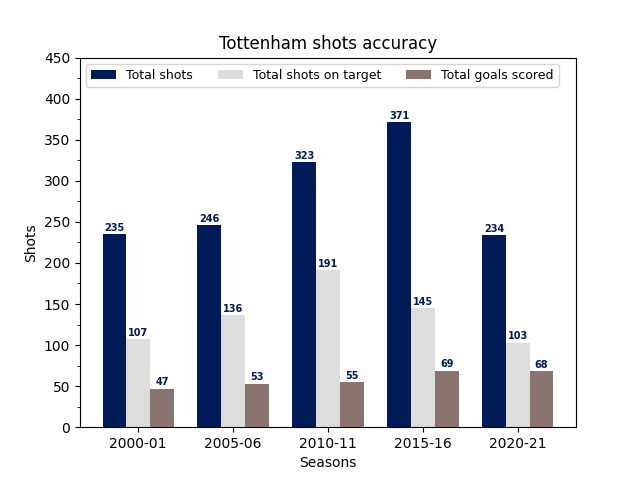 Tottenham shots accuracy
Total shots Total shots on target Total goals scored
450
400
350
300
250
200
150
100
50
0
Shots
235 107 47
246 136 53
323 191 55
371 145 69
234 103 68
2000-01 2005-06 2010-11 2015-16 2020-21
Seasons